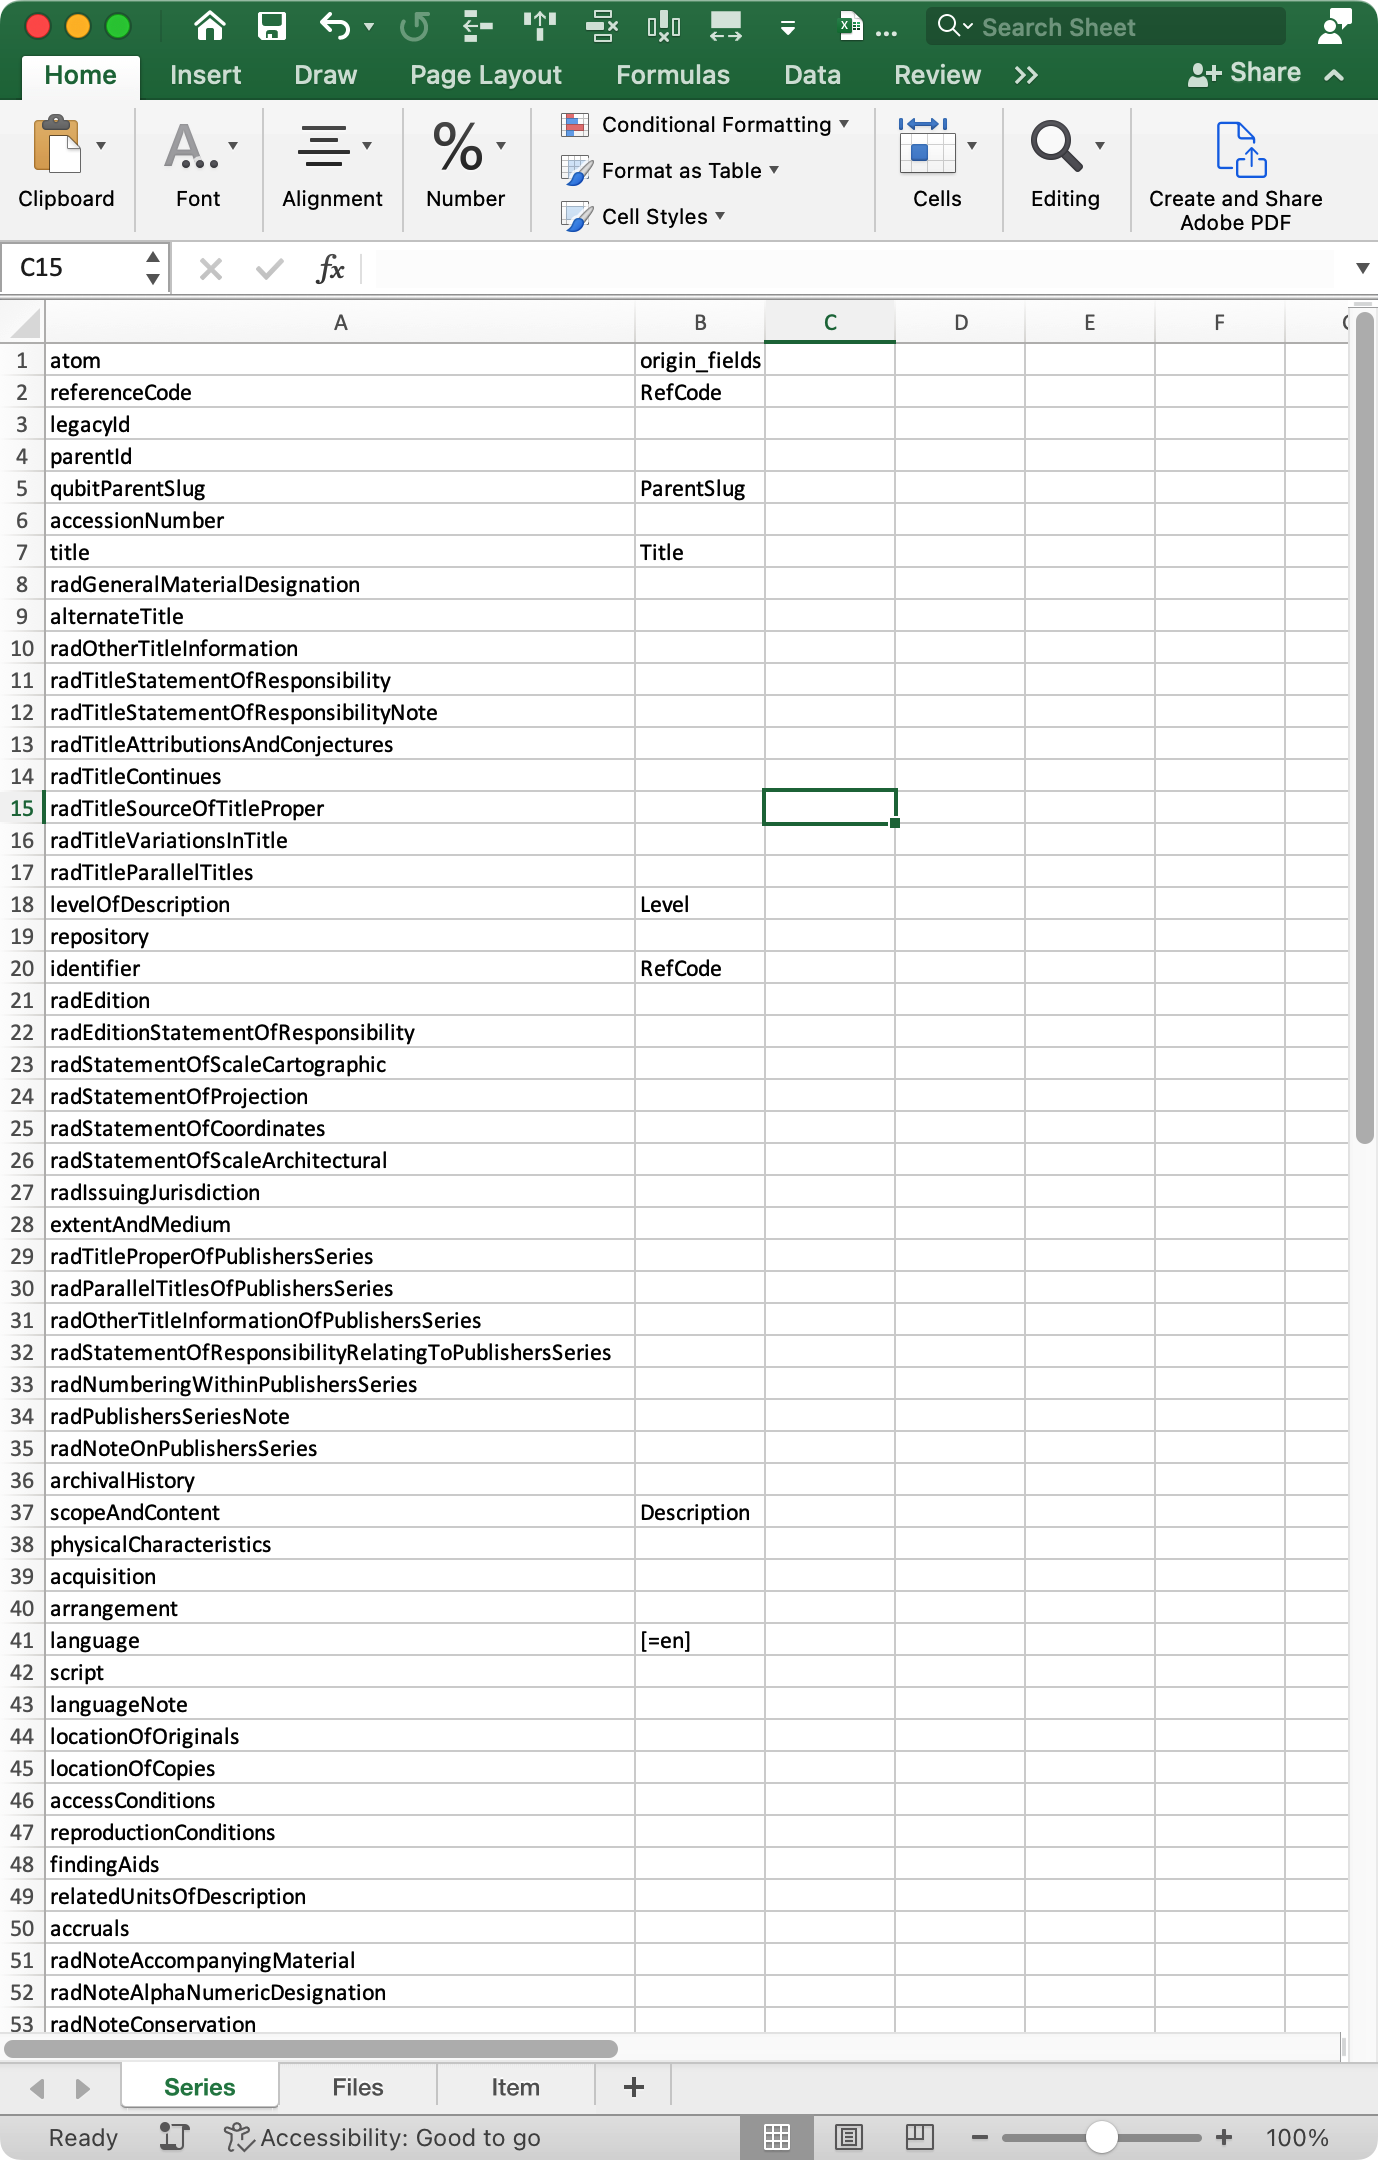 Search Sheet
Home Insert Draw Page Layout Formulas Data Review >> Share
Clipboard
Font
Alignment
%
Number
Conditional Formatting
Format as Table
Cell Styles
Cells
Editing
Create and Share
Adobe PDF
C15 fx
A B C D E F
1 atom origin_fields
2 referenceCode RefCode
3 legacyId
4 parentId
5 qubitParentSlug ParentSlug
6 accessionNumber
7 title Title
8 radGeneralMaterialDesignation
9 alternateTitle
10 radOtherTitleInformation
11 radTitleStatementOfResponsibility
12 radTitleStatementOfResponsibilityNote
13 radTitleAttributionsAndConjectures
14 radTitleContinues
15 radTitleSourceOfTitleProper
16 radTitleVariationsInTitle
17 radTitleParallelTitles
18 levelOfDescription Level
19 repository
20 identifier RefCode
21 radEdition
22 radEditionStatementOfResponsibility
23 radStatementOfScaleCartographic
24 radStatementOfProjection
25 radStatementOfCoordinates
26 radStatementOfScaleArchitectural
27 radIssuingJurisdiction
28 extentAndMedium
29 radTitleProperOfPublishersSeries
30 radParallelTitlesOfPublishersSeries
31 radOtherTitleInformationOfPublishersSeries
32 radStatementOfResponsibilityRelatingToPublishersSeries
33 radNumberingWithinPublishersSeries
34 radPublishersSeriesNote
35 radNoteOnPublishersSeries
36 archivalHistory
37 scopeAndContent Description
38 physicalCharacteristics
39 acquisition
40 arrangement
41 language [=en]
42 script
43 languageNote
44 locationOfOriginals
45 locationOfCopies
46 accessConditions
47 reproductionConditions
48 findingAids
49 relatedUnitsOfDescription
50 accruals
51 radNoteAccompanyingMaterial
52 radNoteAlphaNumericDesignation
53 radNoteConservation
Series Files Item +
Ready Accessibility: Good to go 100%